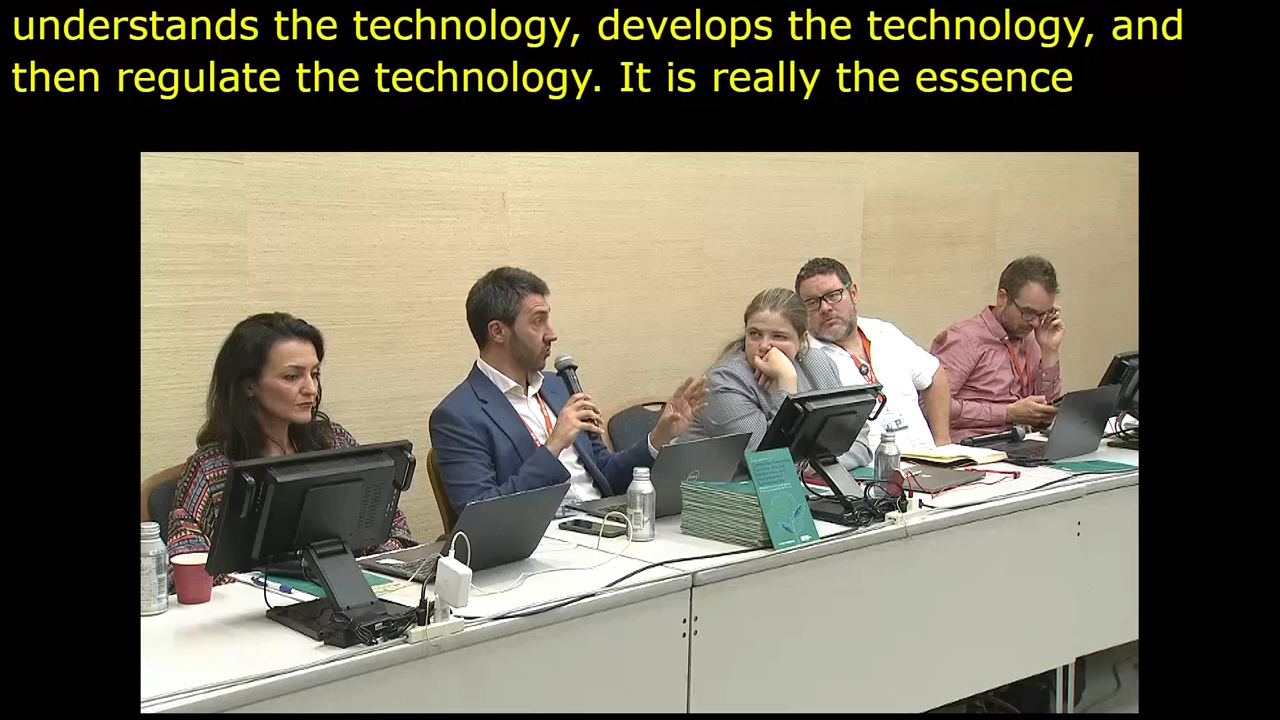 understands the technology, develops the technology, and
then regulate the technology. It is really the essence